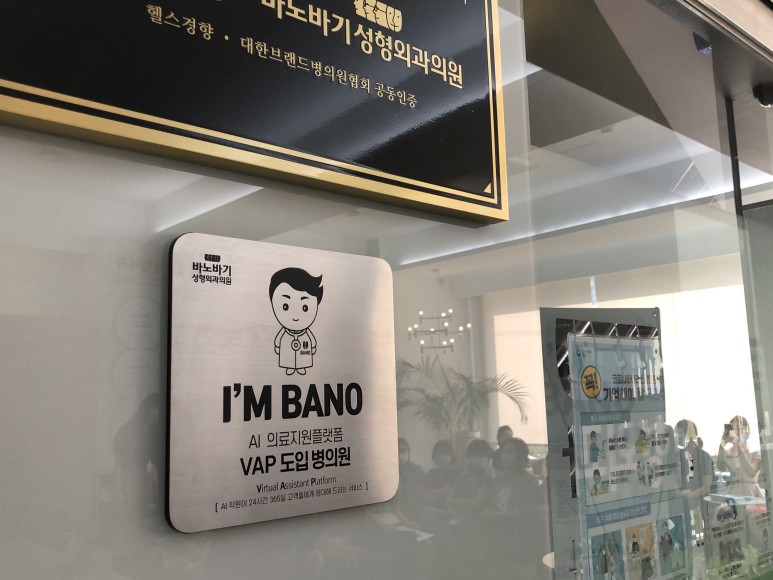 바노바기성형외과의원
헬스경향 · 대한브랜드병의원협회 공동인증
바노바기
성형외과의원
BANO
I'M BANO
AI 의료지원플랫폼
VAP 도입 병의원
Virtual Assistant Platform
[ AI 직원이 24시간 365일 고객들에게 응대해 드리는 서비스 ]
꼭!